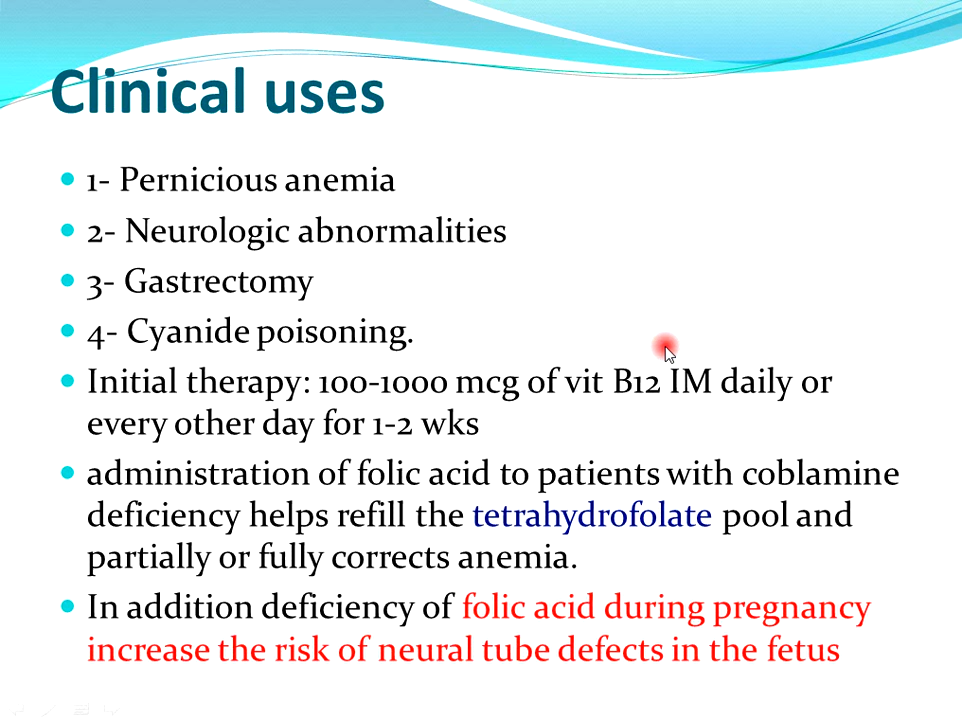 Clinical uses
1- Pernicious anemia
2- Neurologic abnormalities
3- Gastrectomy
4- Cyanide poisoning.
Initial therapy: 100-1000 mcg of vit B12 IM daily or
every other day for 1-2 wks
administration of folic acid to patients with coblamine
deficiency helps refill the tetrahydrofolate pool and
partially or fully corrects anemia.
In addition deficiency of folic acid during pregnancy
increase the risk of neural tube defects in the fetus